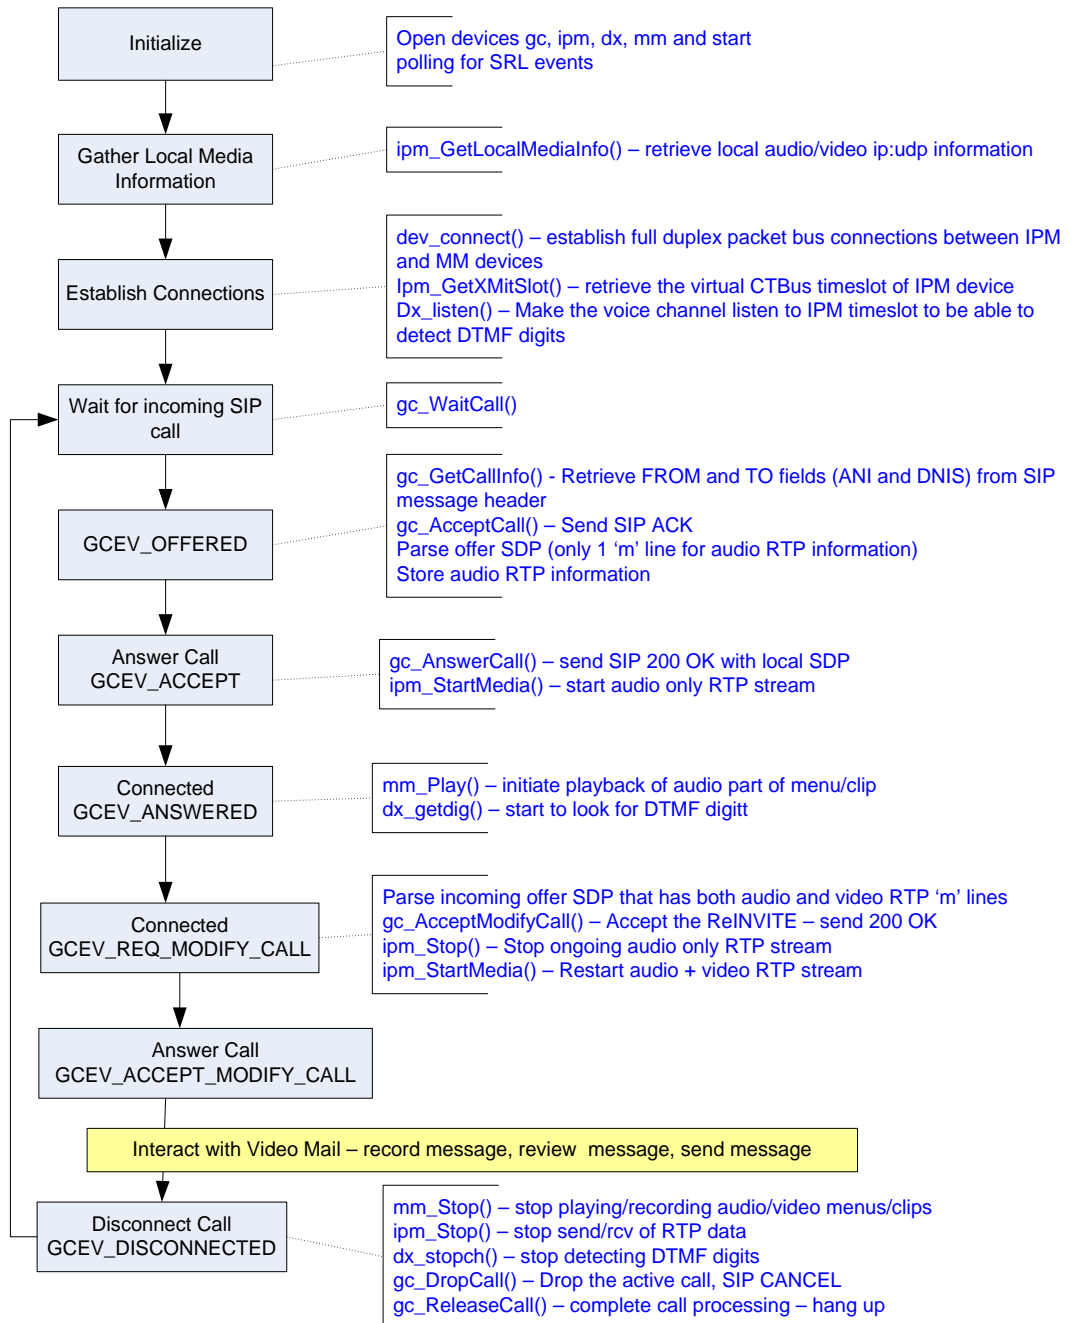 Initialize
Open devices gc, ipm, dx, mm and start
polling for SRL events
Gather Local Media
Information
ipm_GetLocalMediaInfo() – retrieve local audio/video ip:udp information
Establish Connections
dev_connect() – establish full duplex packet bus connections between IPM
and MM devices
Ipm_GetXMitSlot() – retrieve the virtual CTBus timeslot of IPM device
Dx_listen() – Make the voice channel listen to IPM timeslot to be able to
detect DTMF digits
Wait for incoming SIP
call
gc_WaitCall()
GCEV_OFFERED
gc_GetCallInfo() - Retrieve FROM and TO fields (ANI and DNIS) from SIP
message header
gc_AcceptCall() – Send SIP ACK
Parse offer SDP (only 1 ‘m’ line for audio RTP information)
Store audio RTP information
Answer Call
GCEV_ACCEPT
gc_AnswerCall() – send SIP 200 OK with local SDP
ipm_StartMedia() – start audio only RTP stream
Connected
GCEV_ANSWERED
mm_Play() – initiate playback of audio part of menu/clip
dx_getdig() – start to look for DTMF digitt
Connected
GCEV_REQ_MODIFY_CALL
Parse incoming offer SDP that has both audio and video RTP ‘m’ lines
gc_AcceptModifyCall() – Accept the ReINVITE – send 200 OK
ipm_Stop() – Stop ongoing audio only RTP stream
ipm_StartMedia() – Restart audio + video RTP stream
Answer Call
GCEV_ACCEPT_MODIFY_CALL
Interact with Video Mail – record message, review  message, send message
Disconnect Call
GCEV_DISCONNECTED
mm_Stop() – stop playing/recording audio/video menus/clips
ipm_Stop() – stop send/rcv of RTP data
dx_stopch() – stop detecting DTMF digits
gc_DropCall() – Drop the active call, SIP CANCEL
gc_ReleaseCall() – complete call processing – hang up